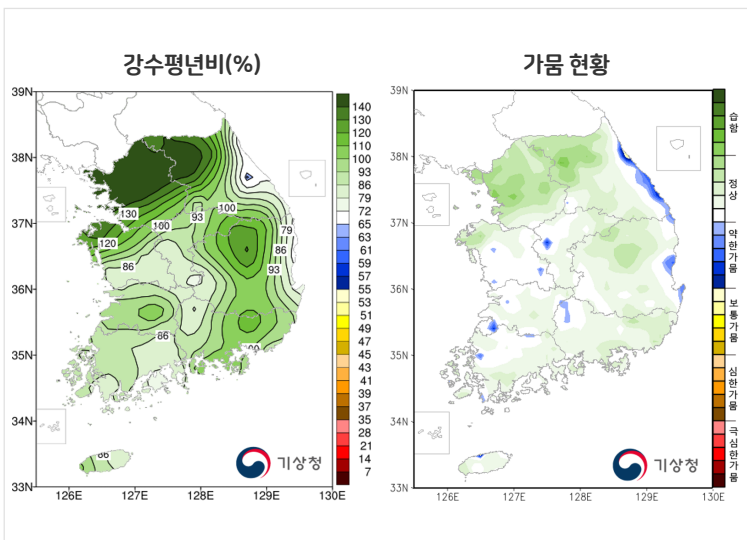 강수평년비(%)
39N
38N
37N
36N
35N
34N
33N
126E
127E
128E
129E
130E
130
120
100
93
100
86
79
86
93
86
86
기상청
140
130
120
110
100
93
86
79
72
65
63
61
59
57
55
53
51
49
47
45
43
41
39
37
35
28
21
14
7
가뭄 현황
39N
38N
37N
36N
35N
34N
33N
126E
127E
128E
129E
130E
기상청
습함
정상
약한가뭄
보통가뭄
심한가뭄
극심한가뭄